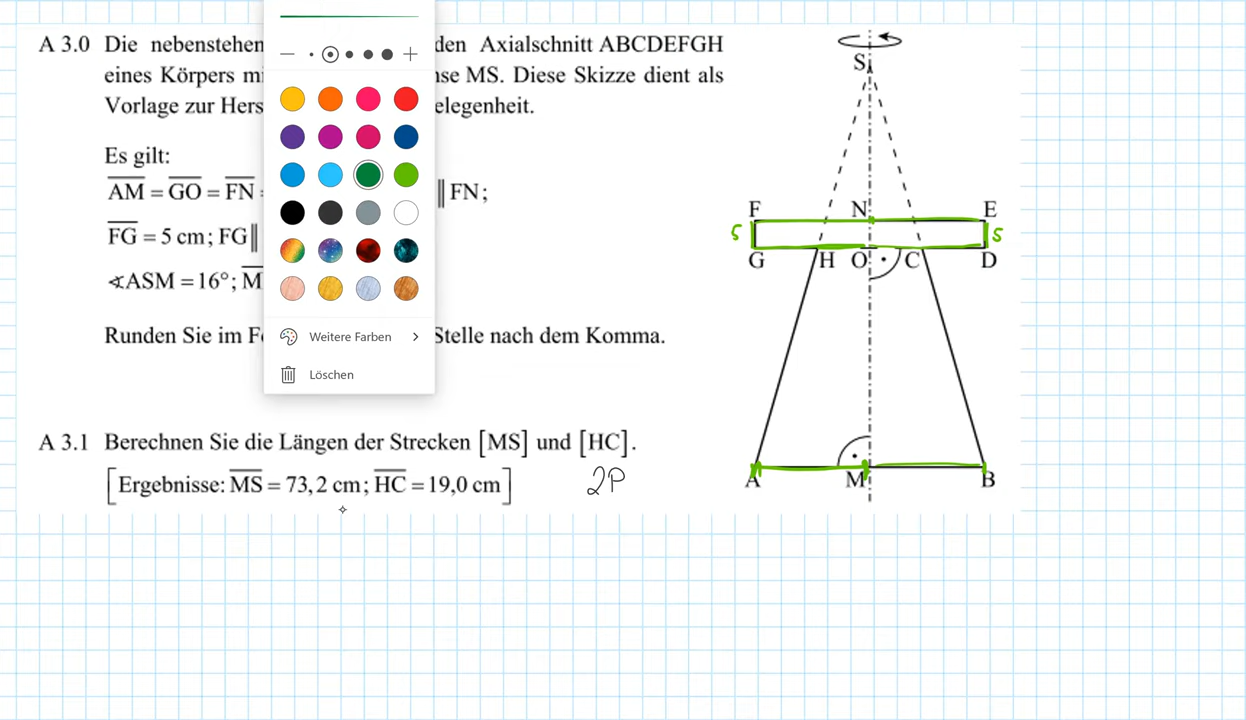 A 3.0 Die nebenstehen den Axialschnitt ABCDEFGH
eines Körpers mi se MS. Diese Skizze dient als
Vorlage zur Hers elegenheit.
Es gilt:
AM = GO = FN ∥ FN;
FG = 5 cm; FG∥
∢ASM = 16°; M
Runden Sie im Fo Stelle nach dem Komma.
Weitere Farben
Löschen
A 3.1 Berechnen Sie die Längen der Strecken [MS] und [HC].
[Ergebnisse: MS = 73,2 cm; HC = 19,0 cm] 2P
S
F N E
5 5
G H O C D
A M B